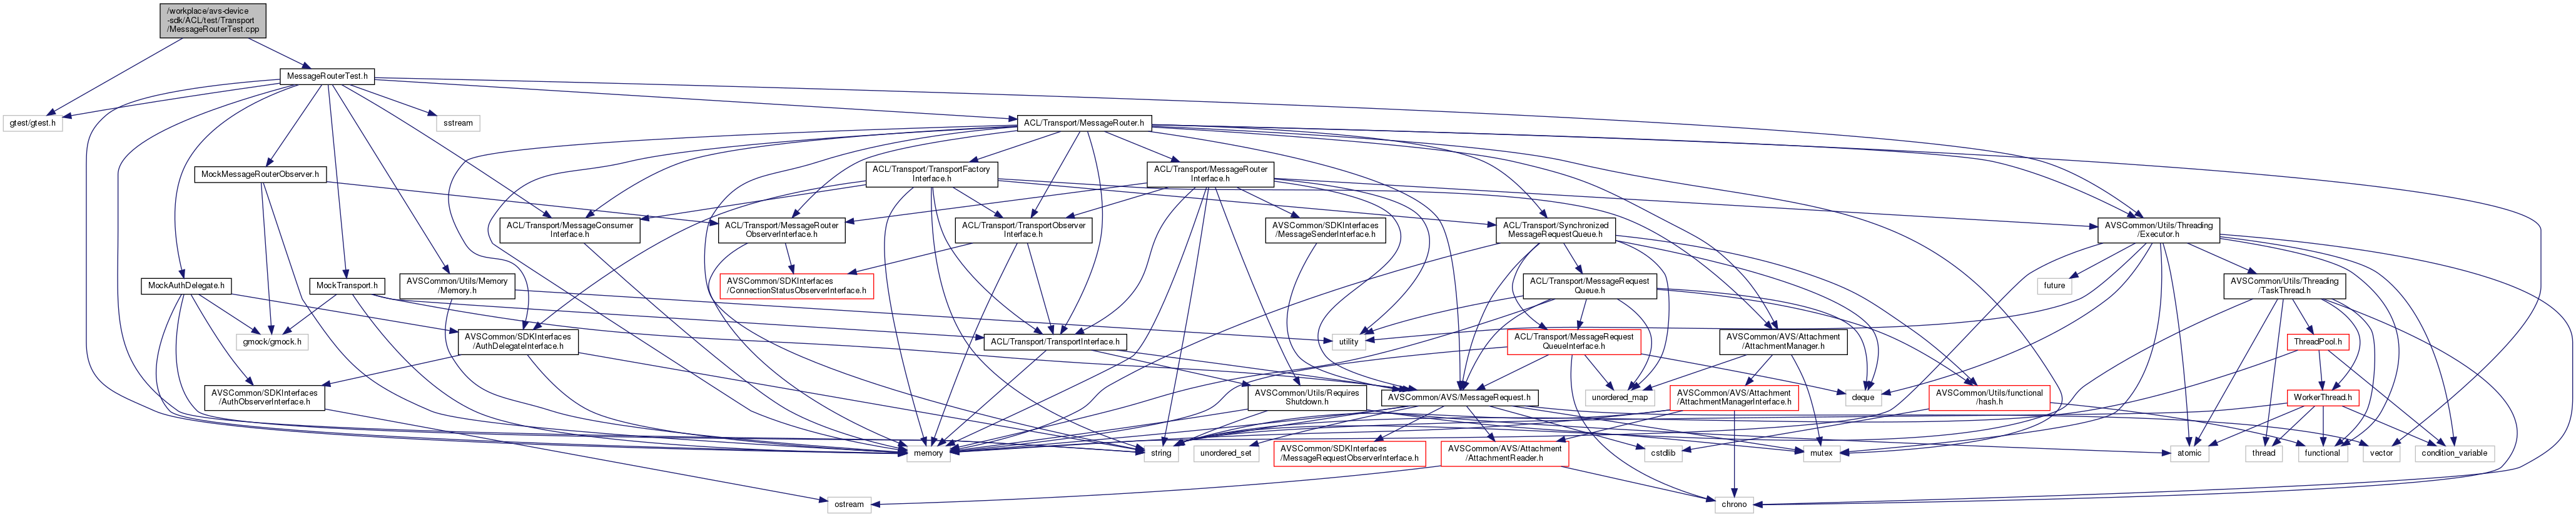 /workplace/avs-device
-sdk/ACL/test/Transport
/MessageRouterTest.cpp
MessageRouterTest.h
gtest/gtest.h
sstream
ACL/Transport/MessageRouter.h
MockMessageRouterObserver.h
ACL/Transport/TransportFactory
Interface.h
ACL/Transport/MessageRouter
Interface.h
ACL/Transport/MessageConsumer
Interface.h
ACL/Transport/MessageRouter
ObserverInterface.h
ACL/Transport/TransportObserver
Interface.h
AVSCommon/SDKInterfaces
/MessageSenderInterface.h
ACL/Transport/Synchronized
MessageRequestQueue.h
AVSCommon/Utils/Threading
/Executor.h
MockAuthDelegate.h
MockTransport.h
AVSCommon/Utils/Memory
/Memory.h
AVSCommon/SDKInterfaces
/ConnectionStatusObserverInterface.h
ACL/Transport/MessageRequest
Queue.h
future
AVSCommon/Utils/Threading
/TaskThread.h
gmock/gmock.h
AVSCommon/SDKInterfaces
/AuthDelegateInterface.h
ACL/Transport/TransportInterface.h
utility
ACL/Transport/MessageRequest
QueueInterface.h
AVSCommon/AVS/Attachment
/AttachmentManager.h
ThreadPool.h
AVSCommon/SDKInterfaces
/AuthObserverInterface.h
AVSCommon/Utils/Requires
Shutdown.h
AVSCommon/AVS/MessageRequest.h
unordered_map
AVSCommon/AVS/Attachment
/AttachmentManagerInterface.h
deque
AVSCommon/Utils/functional
/hash.h
WorkerThread.h
memory
string
unordered_set
AVSCommon/SDKInterfaces
/MessageRequestObserverInterface.h
AVSCommon/AVS/Attachment
/AttachmentReader.h
cstdlib
mutex
atomic
thread
functional
vector
condition_variable
ostream
chrono